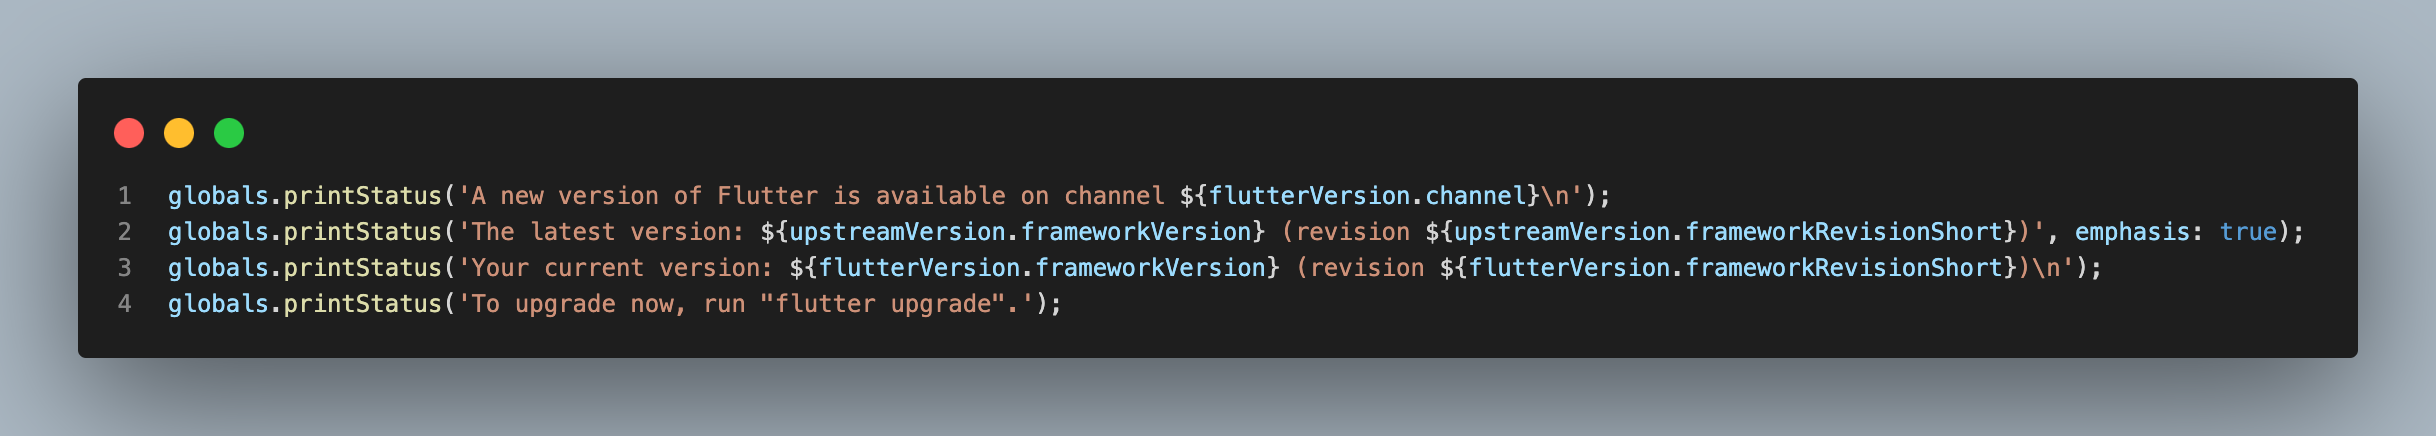 1 globals.printStatus('A new version of Flutter is available on channel ${flutterVersion.channel}\n');
2 globals.printStatus('The latest version: ${upstreamVersion.frameworkVersion} (revision ${upstreamVersion.frameworkRevisionShort})', emphasis: true);
3 globals.printStatus('Your current version: ${flutterVersion.frameworkVersion} (revision ${flutterVersion.frameworkRevisionShort})\n');
4 globals.printStatus('To upgrade now, run "flutter upgrade".');